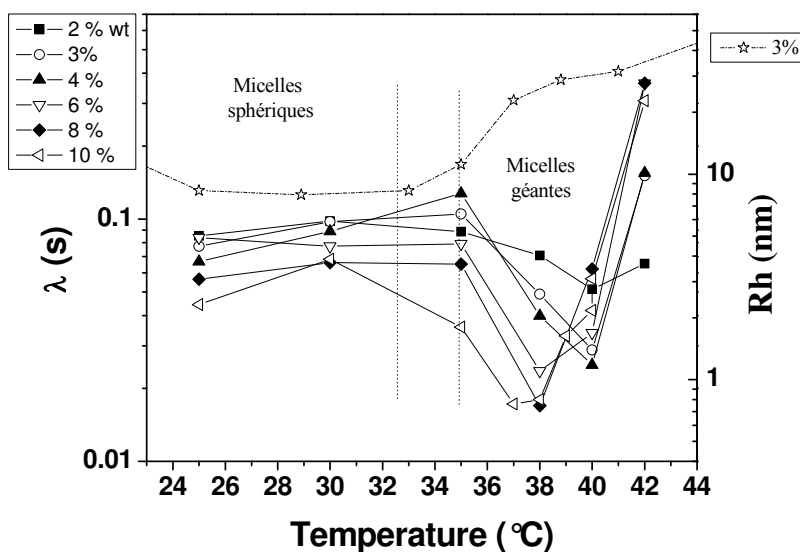 2 % wt
3%
4 %
6 %
8 %
10 %
3%
Micelles
sphériques
Micelles
géantes
0.1
0.01
λ (s)
10
1
Rh (nm)
24 26 28 30 32 34 36 38 40 42 44
Temperature (°C)